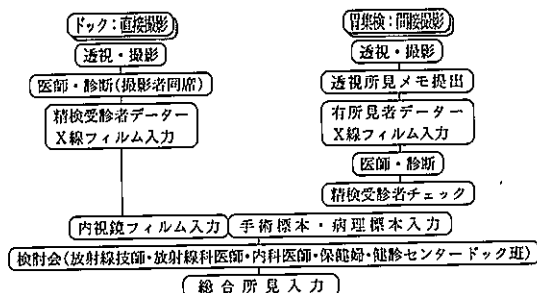 ドック:直接撮影
透視・撮影
医師・診断(撮影者同席)
精検受診者データー
X線フィルム入力
胃集検:間接撮影
透視・撮影
透視所見メモ提出
有所見者データー
X線フィルム入力
医師・診断
精検受診者チェック
内視鏡フィルム入力
手術標本・病理標本入力
検討会(放射線技師・放射線科医師・内科医師・保健婦・健診センタードック班)
総合所見入力